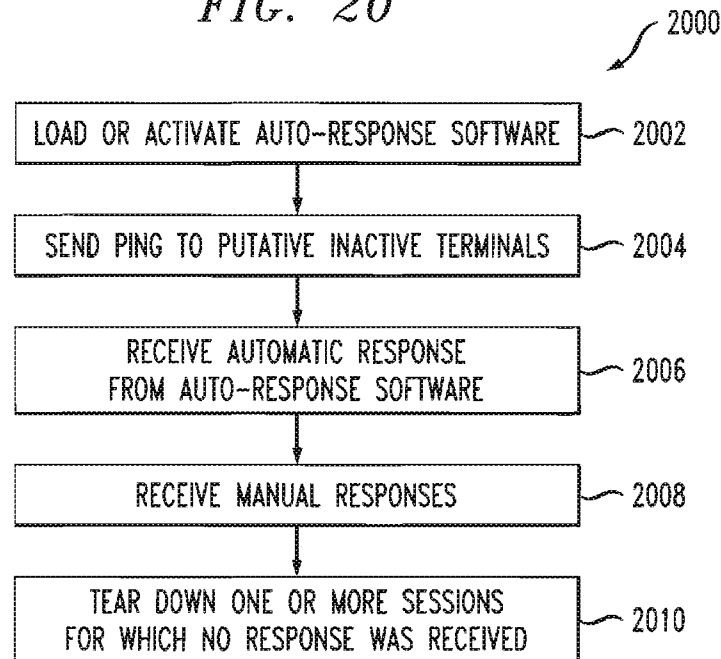 FIG. 20
2000
LOAD OR ACTIVATE AUTO-RESPONSE SOFTWARE
2002
SEND PING TO PUTATIVE INACTIVE TERMINALS
2004
RECEIVE AUTOMATIC RESPONSE
FROM AUTO-RESPONSE SOFTWARE
2006
RECEIVE MANUAL RESPONSES
2008
TEAR DOWN ONE OR MORE SESSIONS
FOR WHICH NO RESPONSE WAS RECEIVED
2010